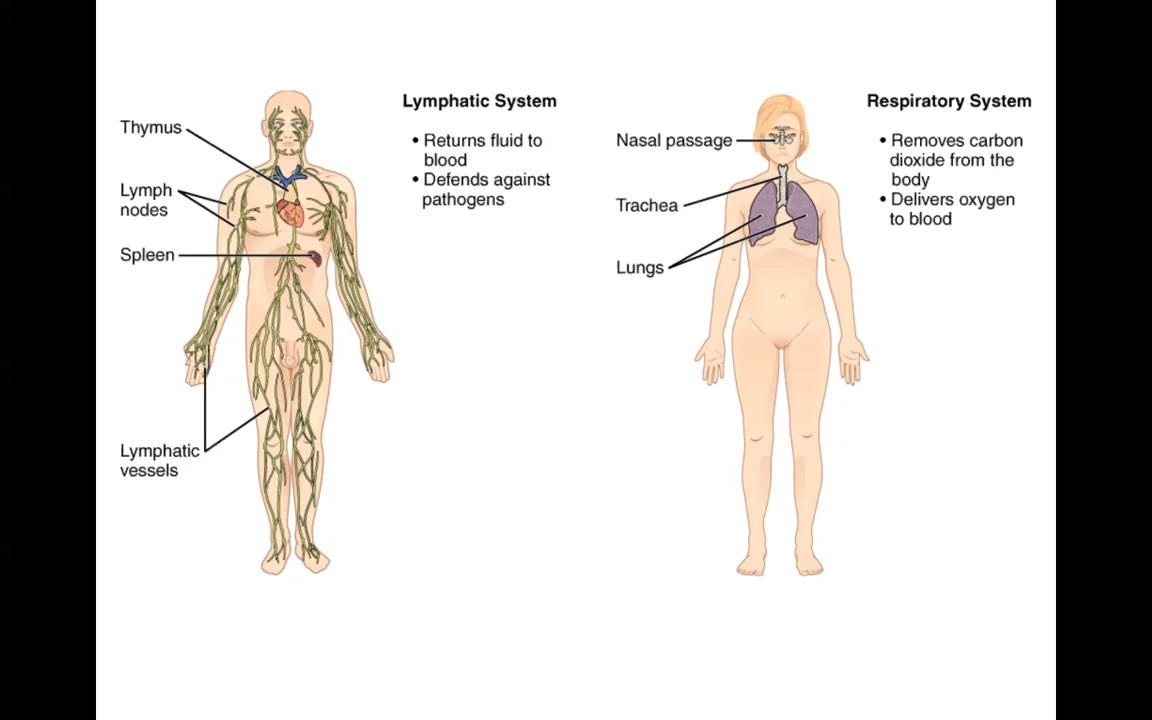 Lymphatic System
Thymus
• Returns fluid to
blood
• Defends against
pathogens
Lymph
nodes
Spleen
Lymphatic
vessels
Respiratory System
Nasal passage
• Removes carbon
dioxide from the
body
• Delivers oxygen
to blood
Trachea
Lungs